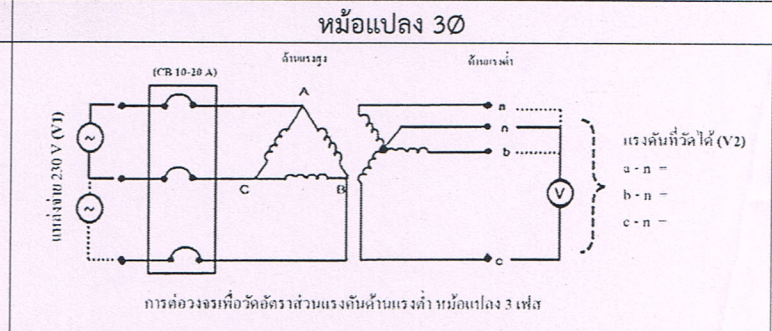 หม้อแปลง 3Ø
ด้านแรงสูง
ด้านแรงต่ำ
(CB 10-20 A)
A
a
n
b
แหล่งจ่าย 230 V (V1)
C
B
V
c
แรงดันที่วัดได้ (V2)
a - n =
b - n =
c - n =
การต่อวงจรเพื่อวัดอัตราส่วนแรงดันด้านแรงต่ำ หม้อแปลง 3 เฟส